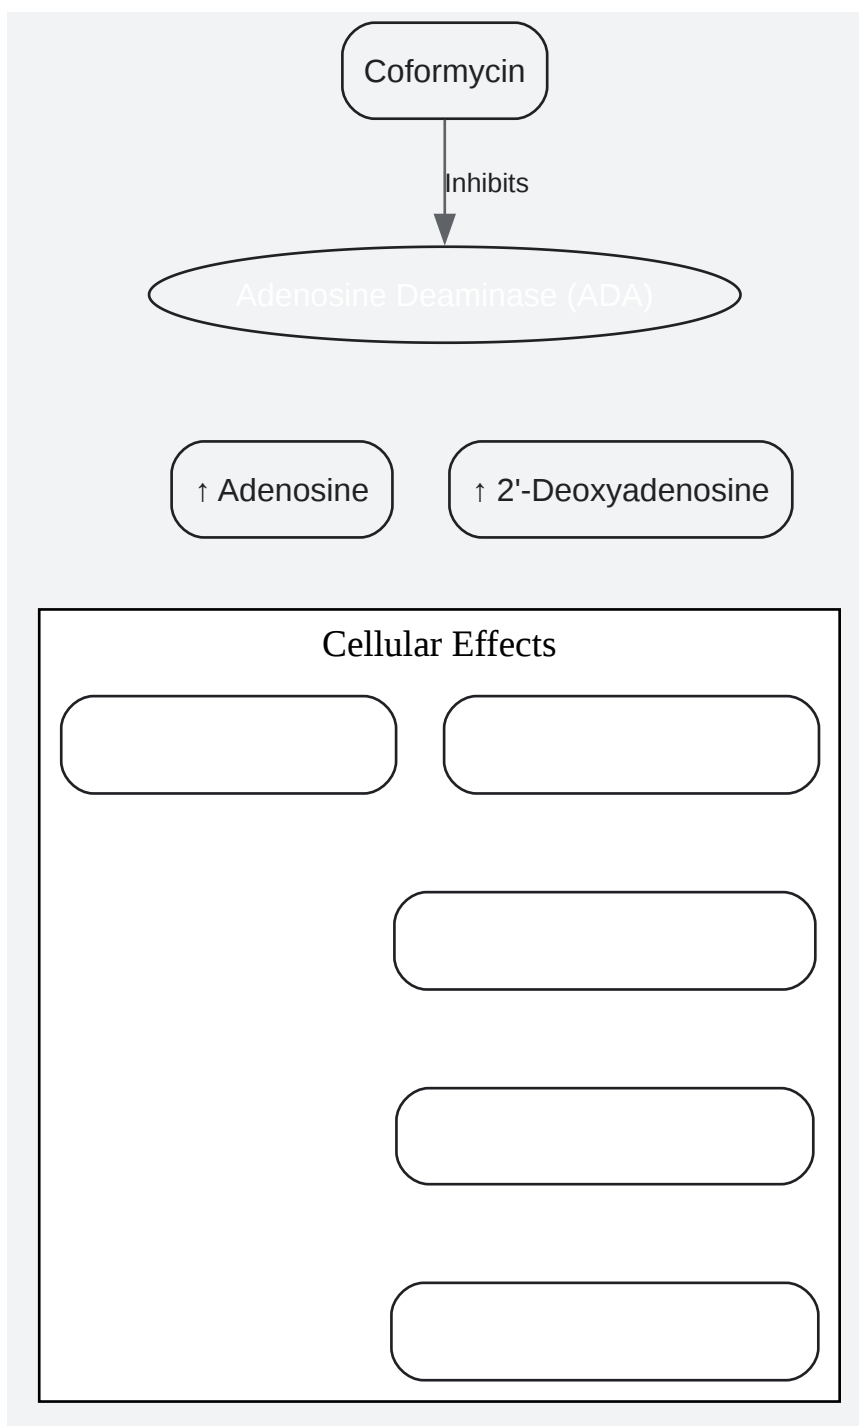 Coformycin
Inhibits
Adenosine Deaminase (ADA)
↑ Adenosine
↑ 2'-Deoxyadenosine
Cellular Effects